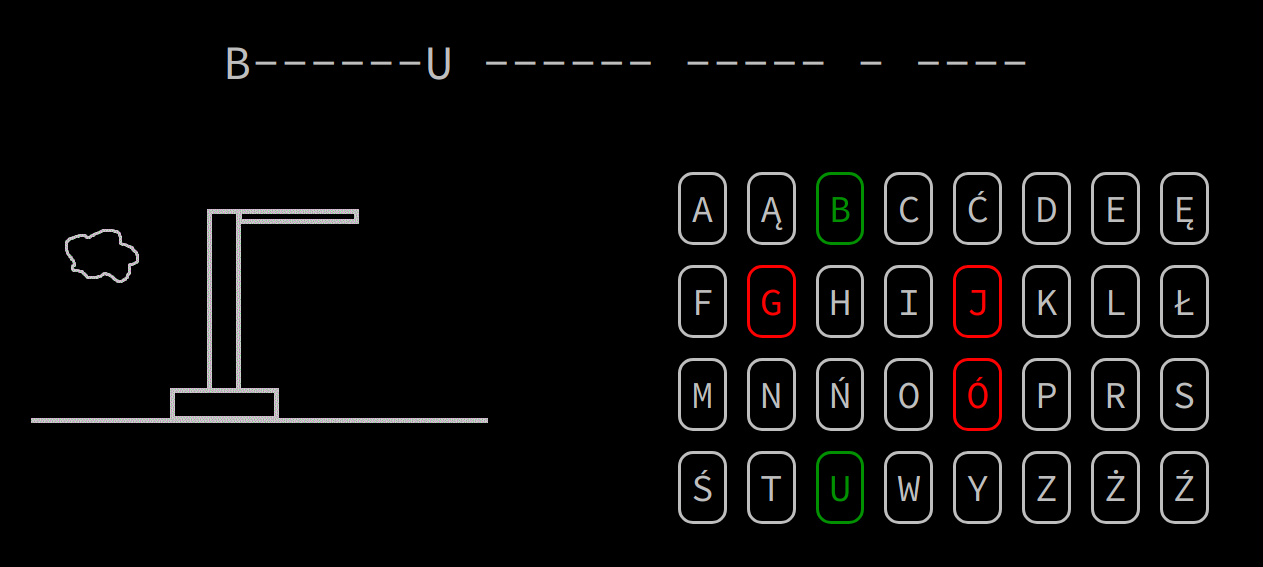 B------U ------ ----- - ----
A Ą B C Ć D E Ę
F G H I J K L Ł
M N Ń O Ó P R S
Ś T U W Y Z Ż Ź